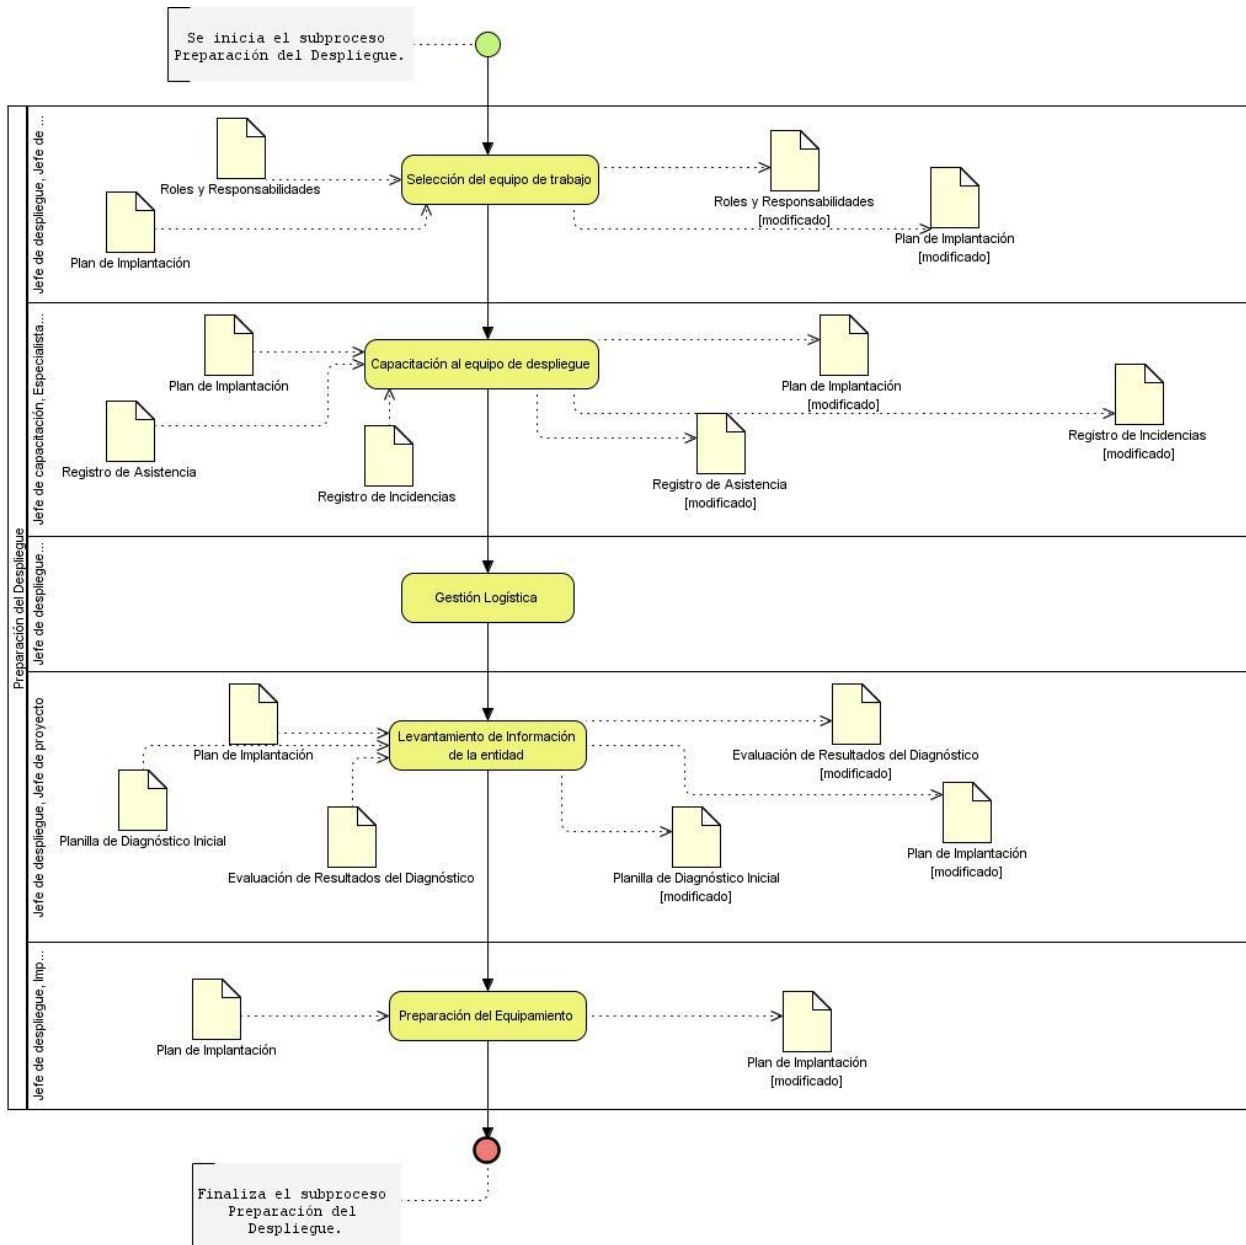 Se inicia el subproceso
Preparación del Despliegue.
Preparación del Despliegue
Jefe de despliegue, Jefe de ...
Roles y Responsabilidades
Plan de Implantación
Selección del equipo de trabajo
Roles y Responsabilidades
[modificado]
Plan de Implantación
[modificado]
Jefe de capacitación, Especialista...
Plan de Implantación
Registro de Asistencia
Registro de Incidencias
Capacitación al equipo de despliegue
Plan de Implantación
[modificado]
Registro de Asistencia
[modificado]
Registro de Incidencias
[modificado]
Jefe de despliegue...
Gestión Logística
Jefe de despliegue, Jefe de proyecto
Plan de Implantación
Planilla de Diagnóstico Inicial
Evaluación de Resultados del Diagnóstico
Levantamiento de Información
de la entidad
Evaluación de Resultados del Diagnóstico
[modificado]
Plan de Implantación
[modificado]
Planilla de Diagnóstico Inicial
[modificado]
Jefe de despliegue, Imp...
Plan de Implantación
Preparación del Equipamiento
Plan de Implantación
[modificado]
Finaliza el subproceso
Preparación del
Despliegue.